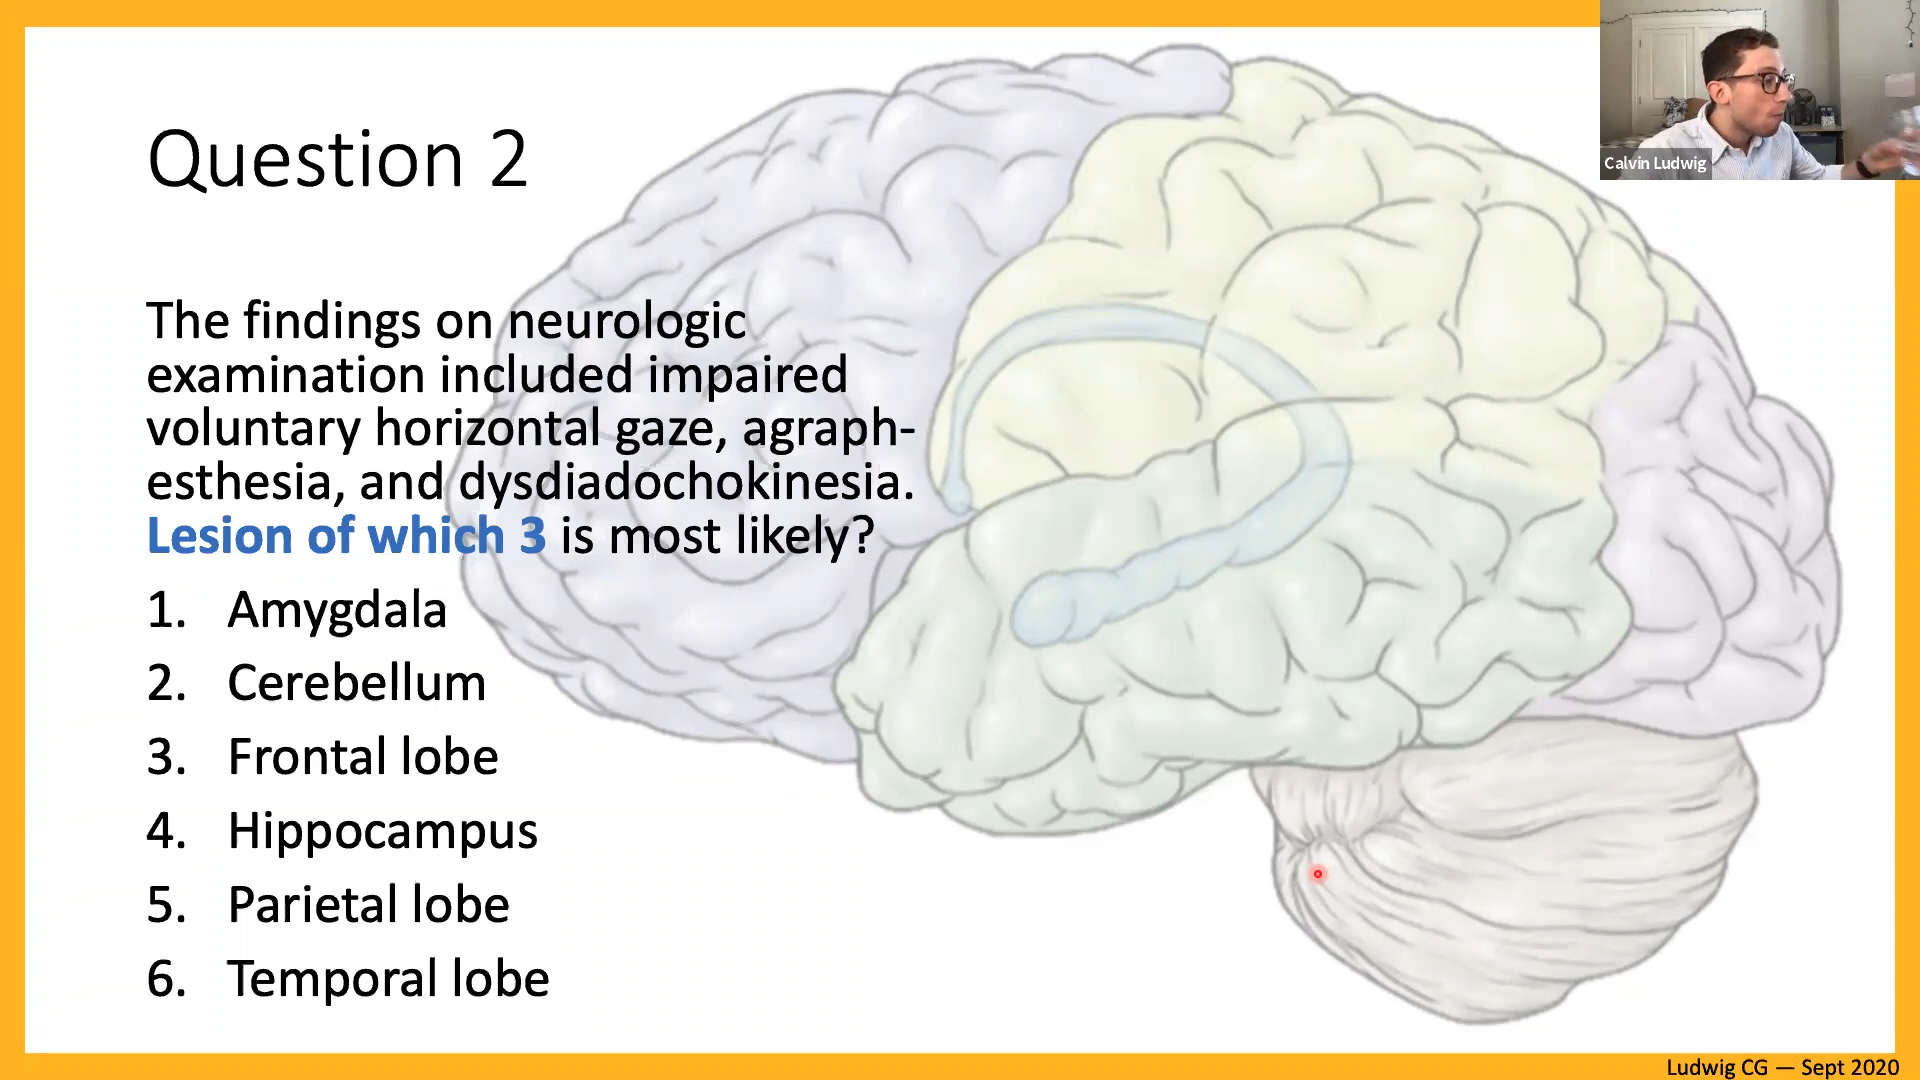 Calvin Ludwig
Question 2
The findings on neurologic
examination included impaired
voluntary horizontal gaze, agraph-
esthesia, and dysdiadochokinesia.
Lesion of which 3 is most likely?
1. Amygdala
2. Cerebellum
3. Frontal lobe
4. Hippocampus
5. Parietal lobe
6. Temporal lobe
Ludwig CG — Sept 2020